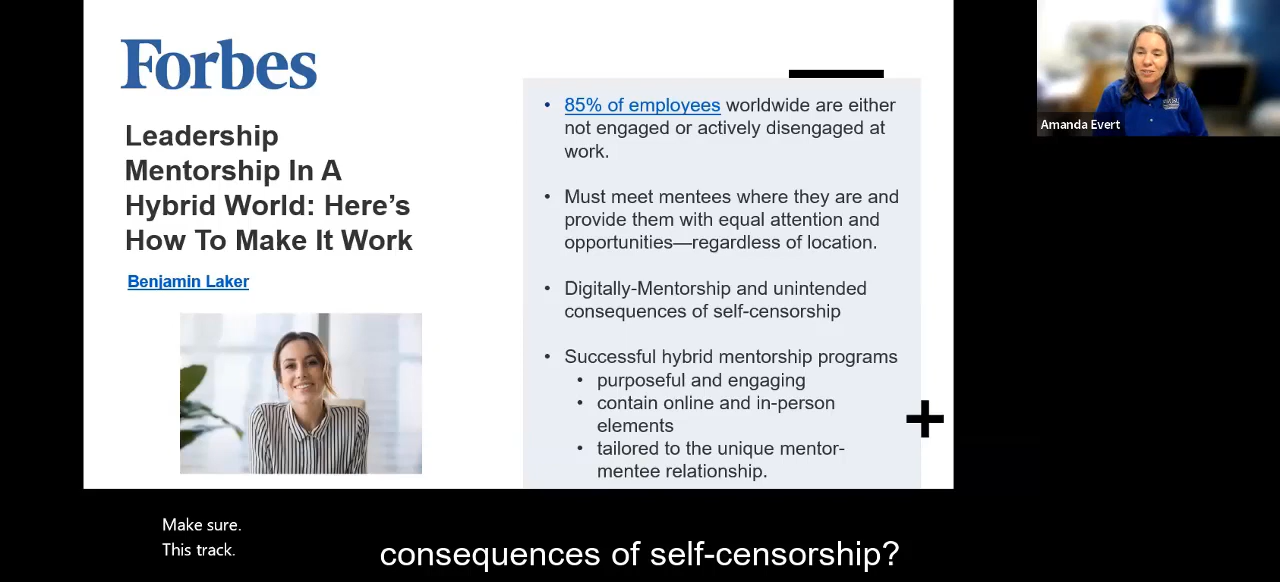 Forbes
Leadership
Mentorship In A
Hybrid World: Here’s
How To Make It Work
Benjamin Laker
• 85% of employees worldwide are either
not engaged or actively disengaged at
work.
• Must meet mentees where they are and
provide them with equal attention and
opportunities—regardless of location.
• Digitally-Mentorship and unintended
consequences of self-censorship
• Successful hybrid mentorship programs
• purposeful and engaging
• contain online and in-person
elements
• tailored to the unique mentor-
mentee relationship.
Amanda Evert
Make sure.
This track.
consequences of self-censorship?